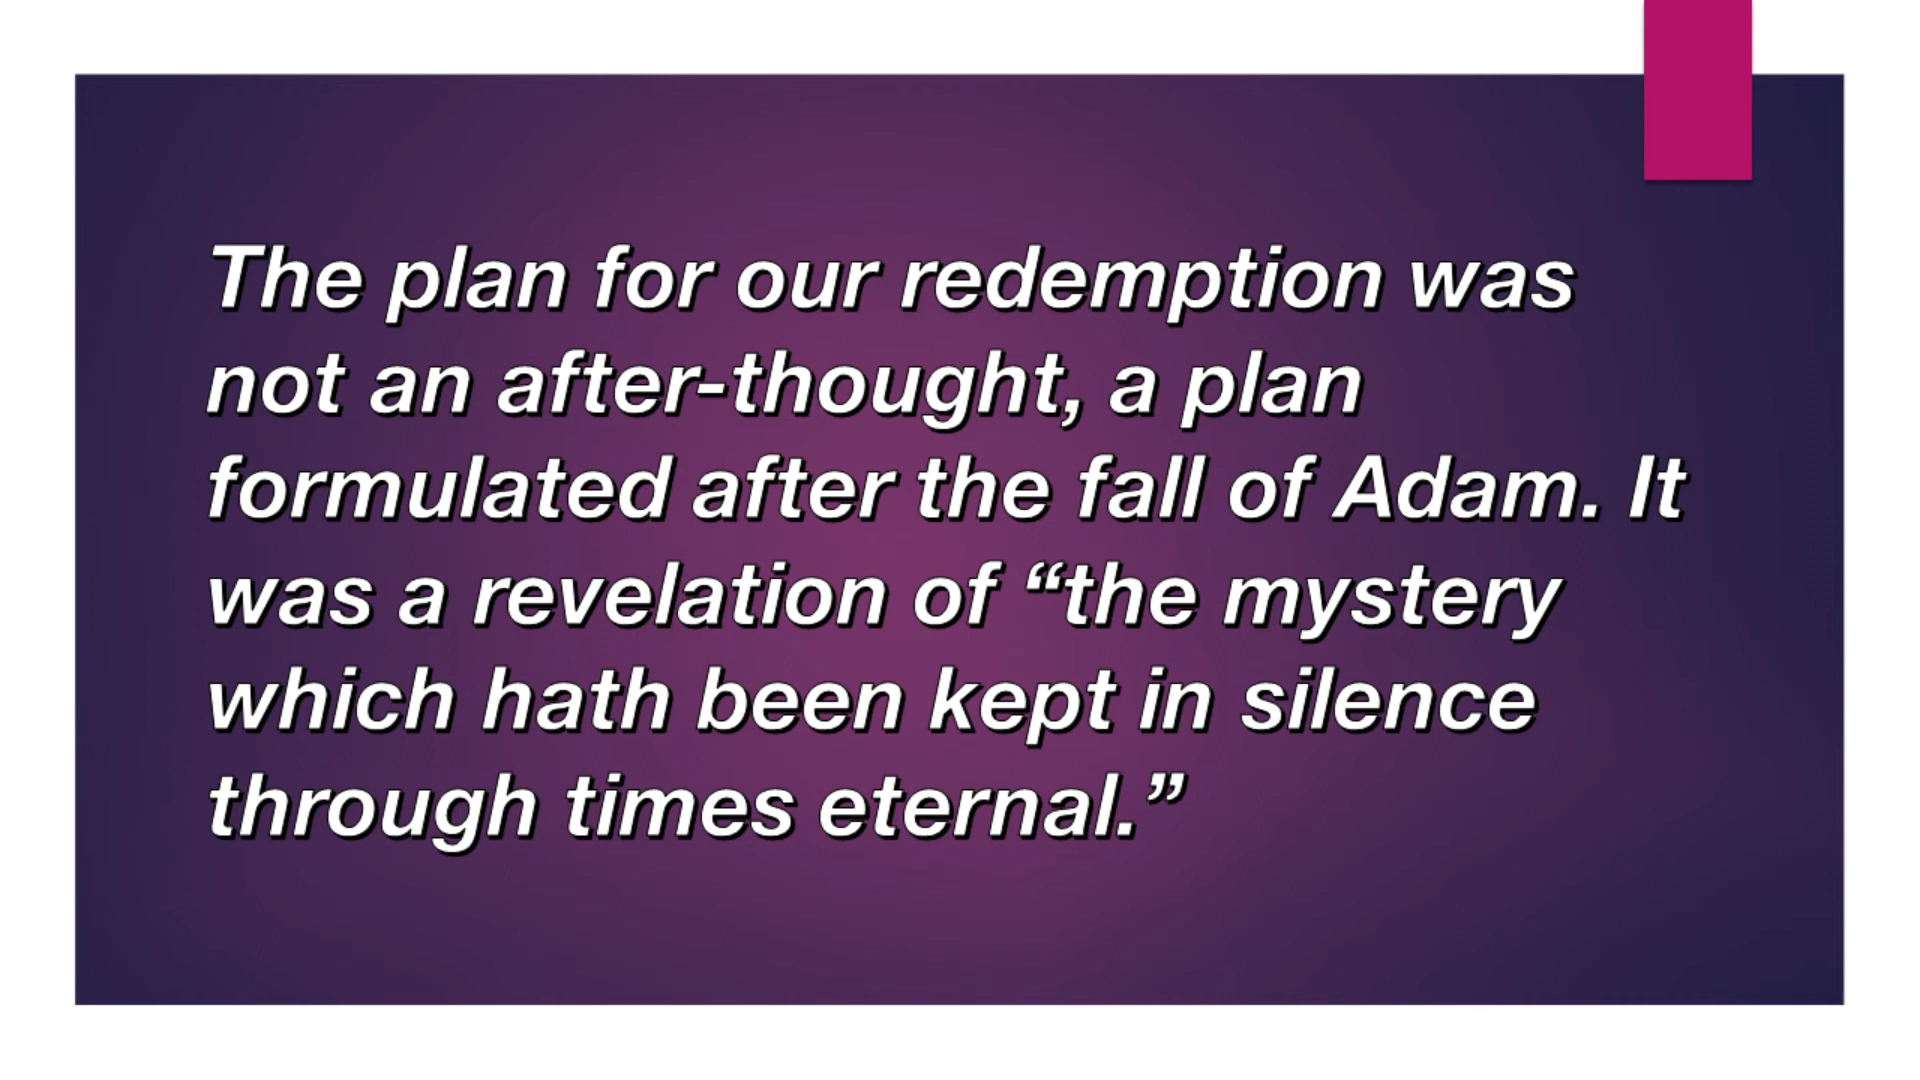 The plan for our redemption was
not an after-thought, a plan
formulated after the fall of Adam. It
was a revelation of “the mystery
which hath been kept in silence
through times eternal.”